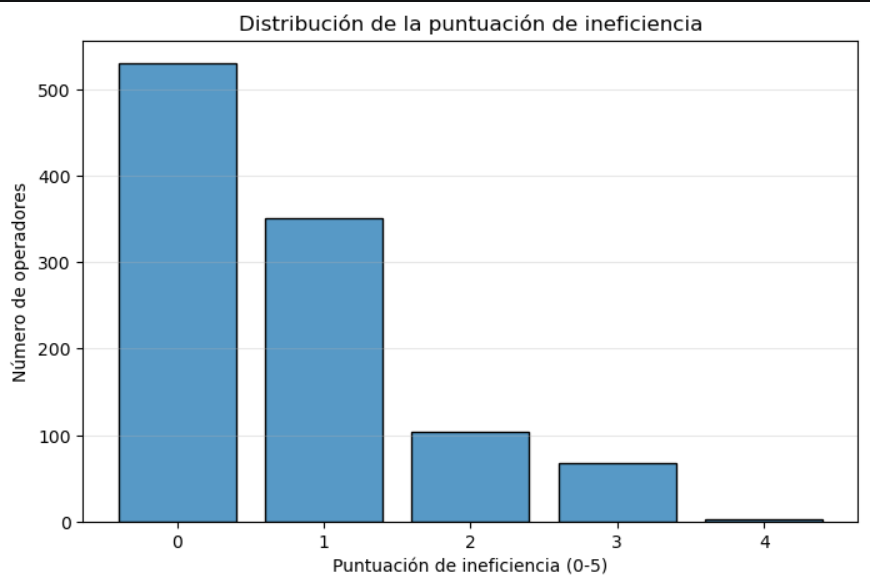 Distribución de la puntuación de ineficiencia
Número de operadores
500
400
300
200
100
0
0 1 2 3 4
Puntuación de ineficiencia (0-5)